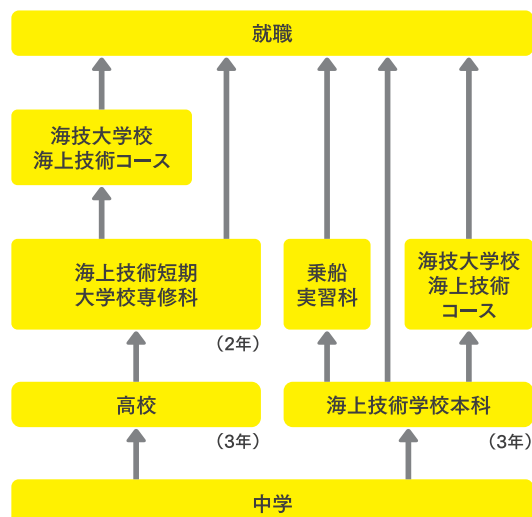 就職
海技大学校
海上技術コース
海上技術短期
大学校専修科
(2年)
乗船
実習科
海技大学校
海上技術
コース
高校
(3年)
海上技術学校本科
(3年)
中学